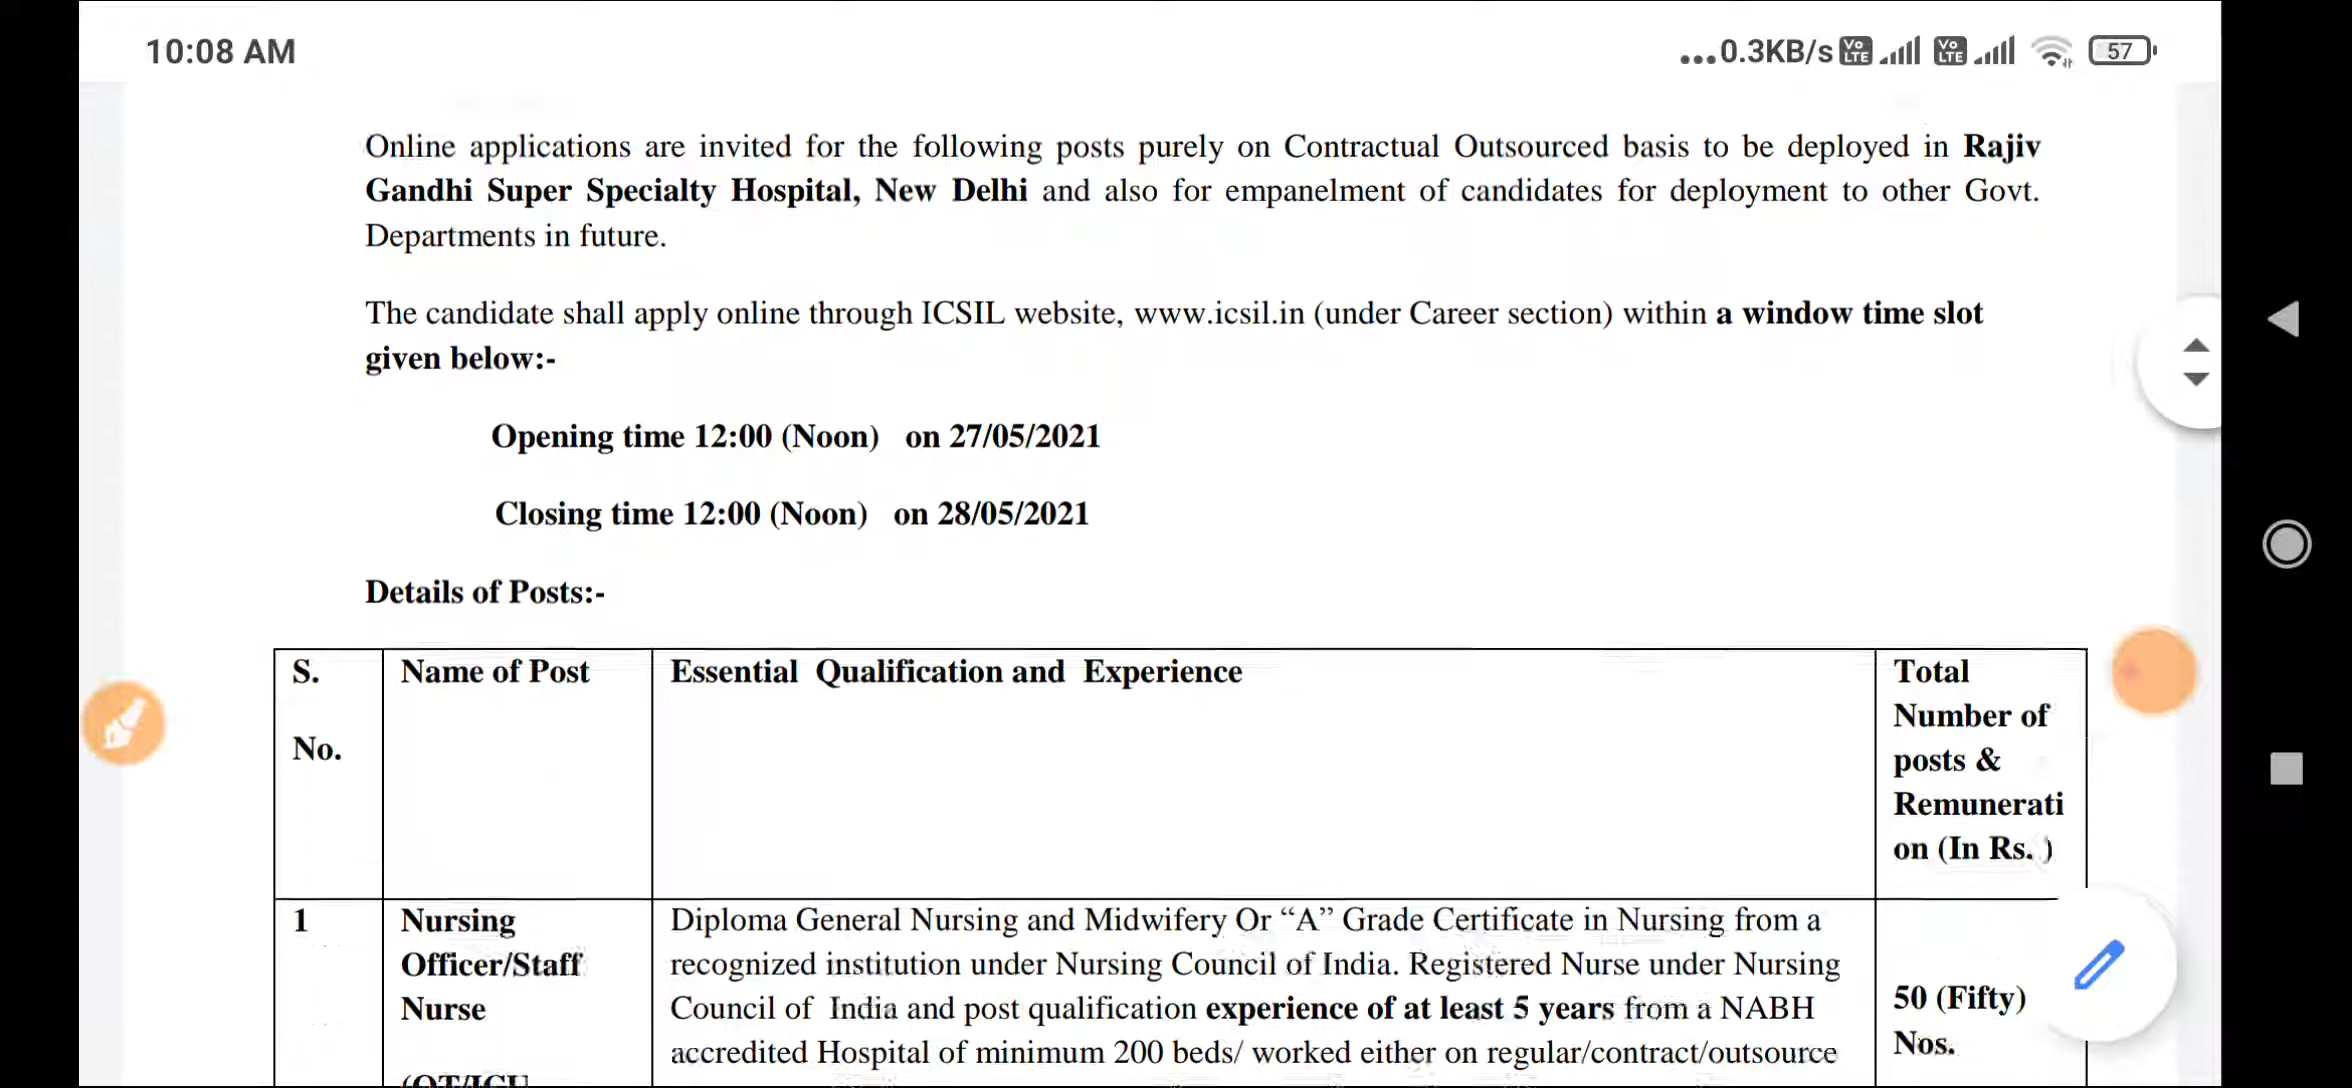 10:08 AM
...0.3KB/s Vo LTE Vo LTE 57
Online applications are invited for the following posts purely on Contractual Outsourced basis to be deployed in Rajiv
Gandhi Super Specialty Hospital, New Delhi and also for empanelment of candidates for deployment to other Govt.
Departments in future.
The candidate shall apply online through ICSIL website, www.icsil.in (under Career section) within a window time slot
given below:-
Opening time 12:00 (Noon) on 27/05/2021
Closing time 12:00 (Noon) on 28/05/2021
Details of Posts:-
S.
No.
Name of Post
Essential Qualification and Experience
Total
Number of
posts &
Remunerati
on (In Rs. )
1
Nursing
Officer/Staff
Nurse
(OT/ICU
Diploma General Nursing and Midwifery Or “A” Grade Certificate in Nursing from a
recognized institution under Nursing Council of India. Registered Nurse under Nursing
Council of India and post qualification experience of at least 5 years from a NABH
accredited Hospital of minimum 200 beds/ worked either on regular/contract/outsource
50 (Fifty)
Nos.